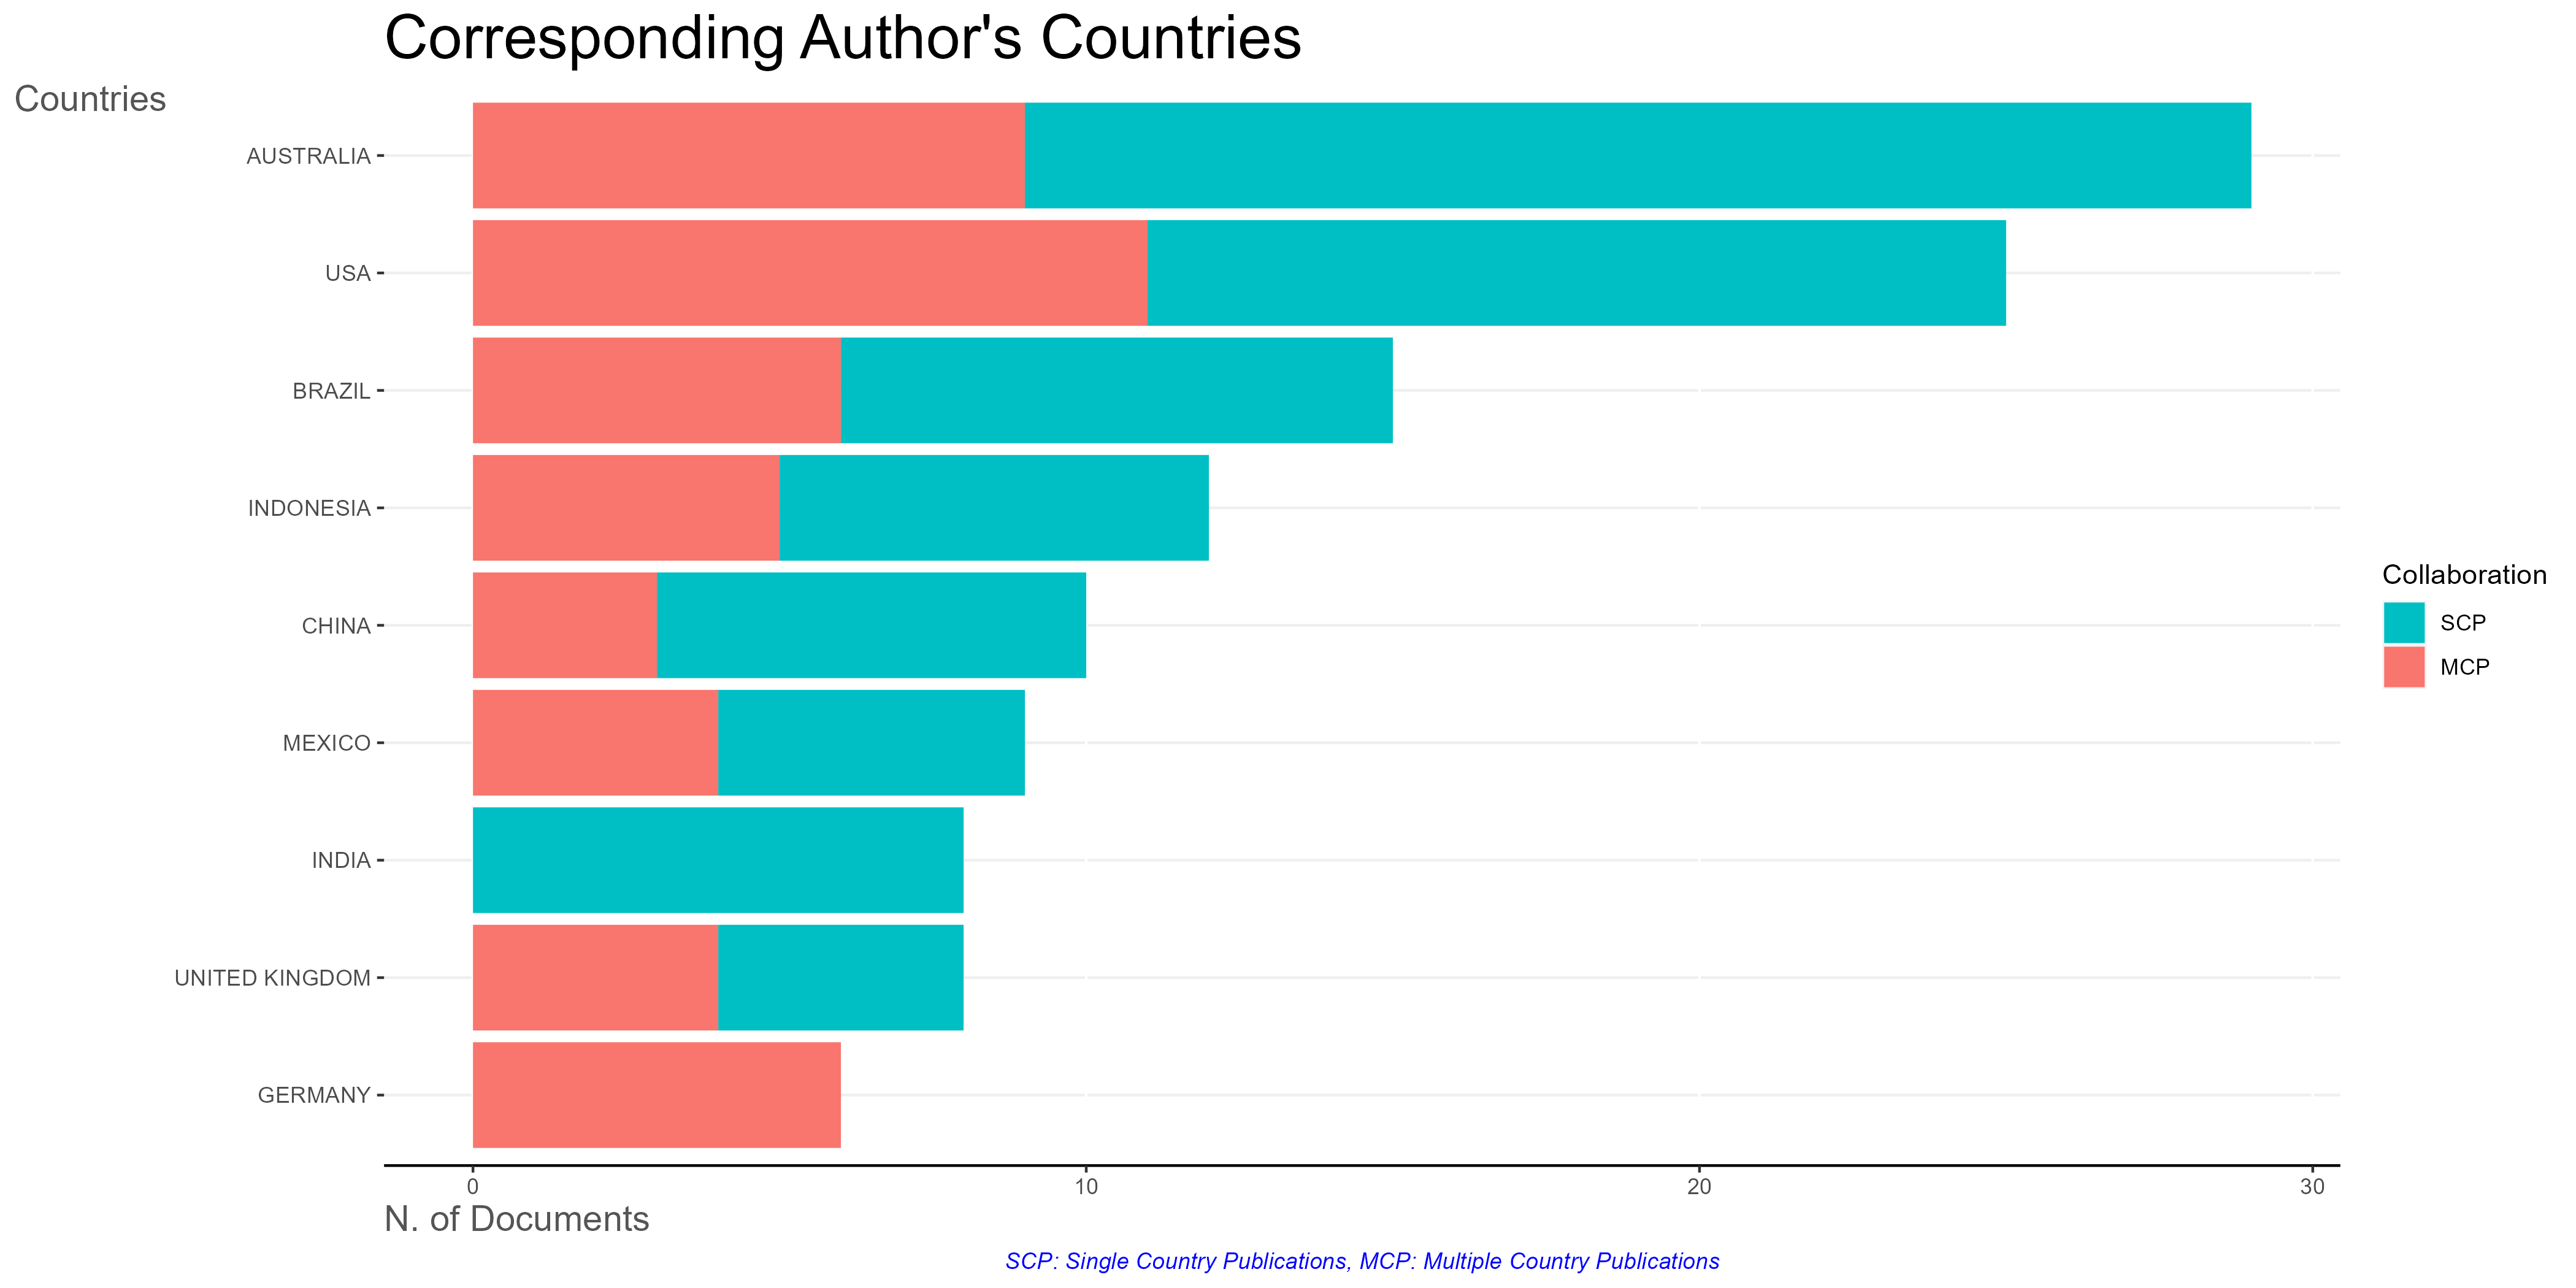 Corresponding Author's Countries
Countries
AUSTRALIA
USA
BRAZIL
INDONESIA
CHINA
MEXICO
INDIA
UNITED KINGDOM
GERMANY
Collaboration
SCP
MCP
0 10 20 30
N. of Documents
SCP: Single Country Publications, MCP: Multiple Country Publications